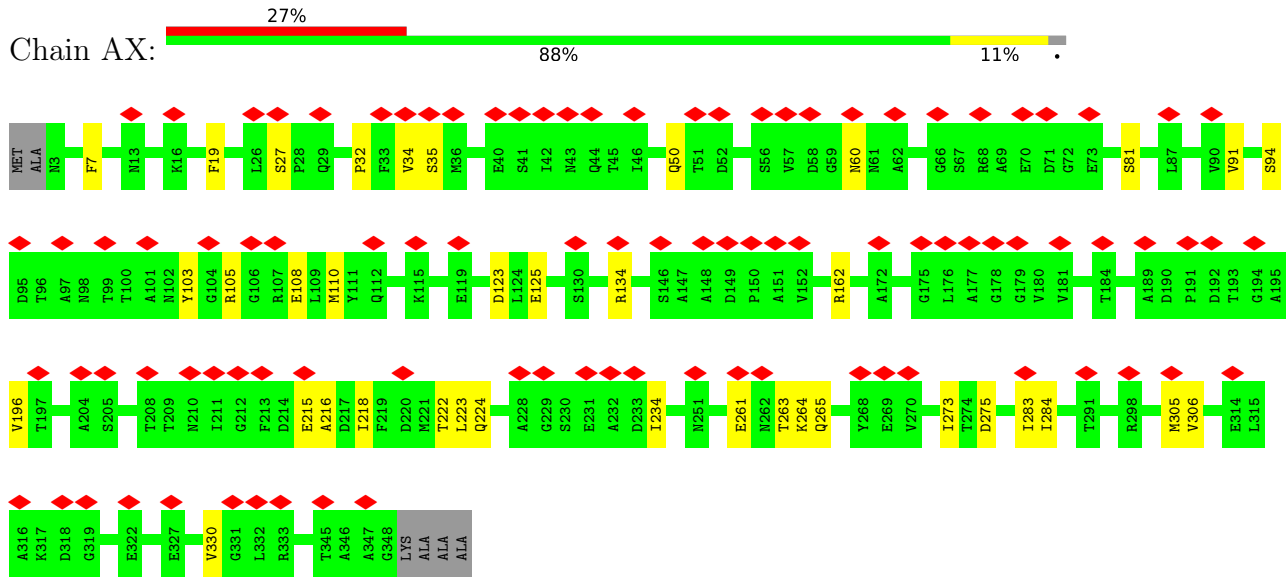 27%
Chain AX:
88% 11% •
MET ALA N3 F7 N13 K16 F19 L26 S27 P28 Q29 P32 F33 V34 S35 M36 E40 S41 I42 N43 Q44 T45 I46 Q50 T51 D52 S56 V57 D58 G59 N60 N61 A62 G66 S67 R68 A69 E70 D71 G72 E73 S81 L87 V90 V91 S94
D95 T96 A97 N98 T99 T100 A101 N102 Y103 G104 R105 G106 R107 E108 L109 M110 Y111 Q112 K115 E119 D123 L124 E125 S130 R134 S146 A147 A148 D149 P150 A151 V152 R162 A172 G175 L176 A177 G178 G179 V180 V181 T184 A189 D190 P191 D192 T193 G194 A195
V196 T197 A204 S205 T208 T209 N210 I211 G212 F213 D214 E215 A216 D217 I218 F219 D220 M221 T222 L223 Q224 A228 G229 S230 E231 A232 D233 I234 N251 E261 N262 T263 K264 Q265 Y268 E269 V270 I273 T274 D275 I283 I284 T291 R298 M305 V306 E314 L315
A316 K317 D318 G319 E322 E327 V330 G331 L332 R333 T345 A346 A347 G348 LYS ALA ALA ALA